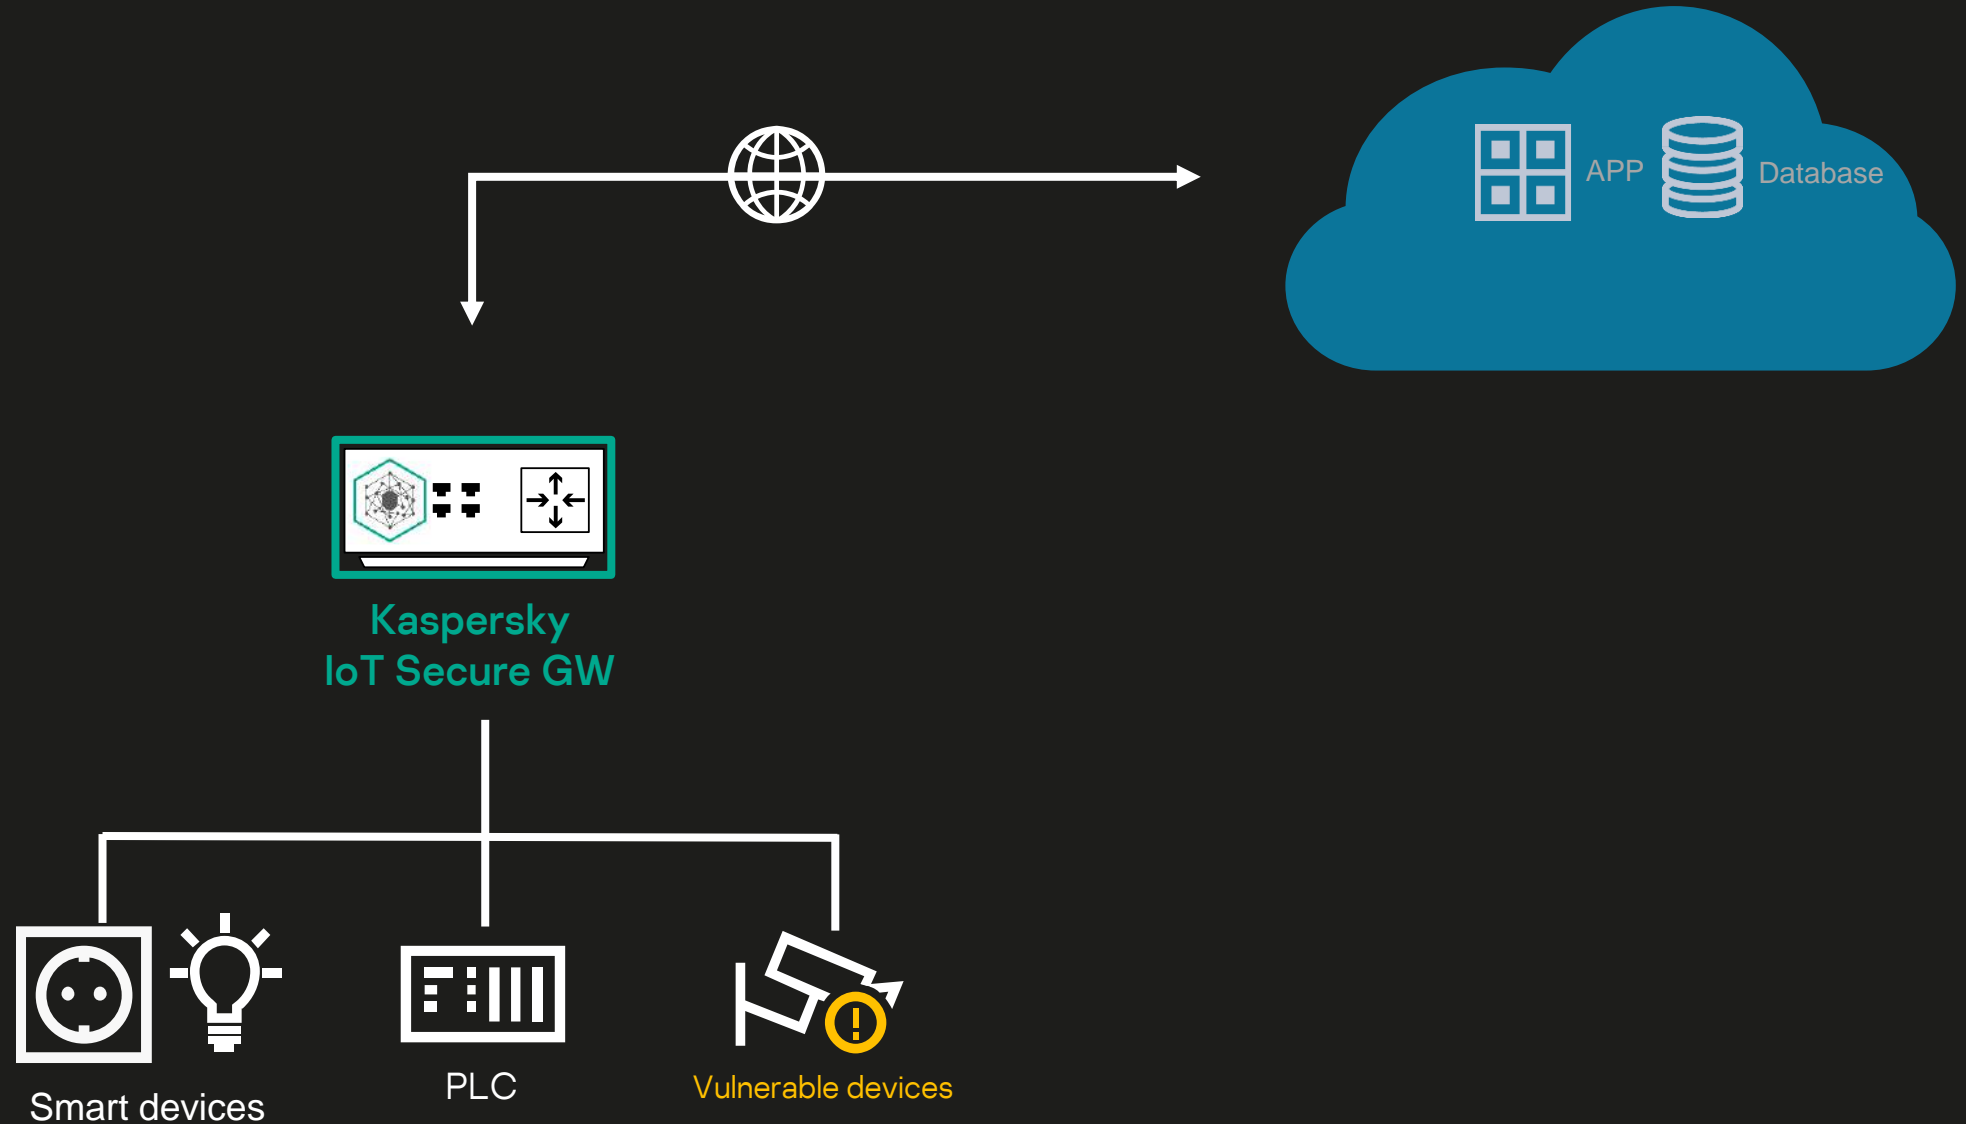 APP
Database
Kaspersky
IoT Secure GW
Smart devices
PLC
Vulnerable devices